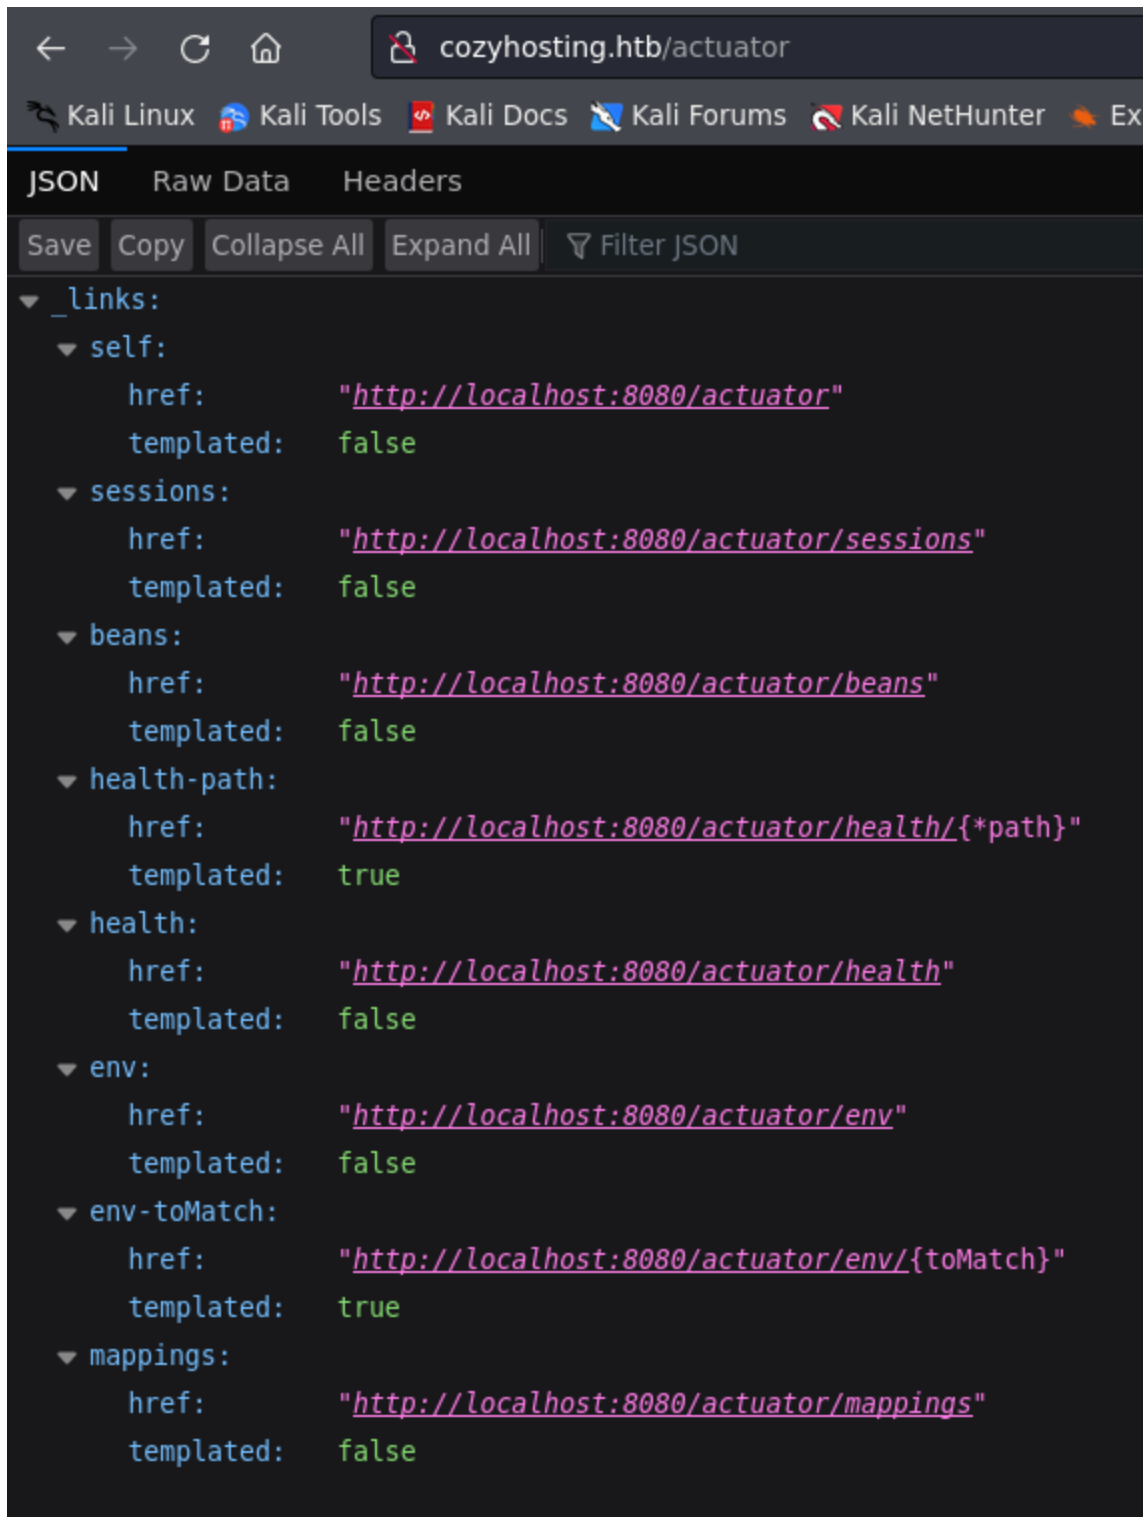 cozyhosting.htb/actuator
Kali Linux Kali Tools Kali Docs Kali Forums Kali NetHunter Ex
JSON Raw Data Headers
Save Copy Collapse All Expand All Filter JSON
_links:
self:
href: "http://localhost:8080/actuator"
templated: false
sessions:
href: "http://localhost:8080/actuator/sessions"
templated: false
beans:
href: "http://localhost:8080/actuator/beans"
templated: false
health-path:
href: "http://localhost:8080/actuator/health/{*path}"
templated: true
health:
href: "http://localhost:8080/actuator/health"
templated: false
env:
href: "http://localhost:8080/actuator/env"
templated: false
env-toMatch:
href: "http://localhost:8080/actuator/env/{toMatch}"
templated: true
mappings:
href: "http://localhost:8080/actuator/mappings"
templated: false